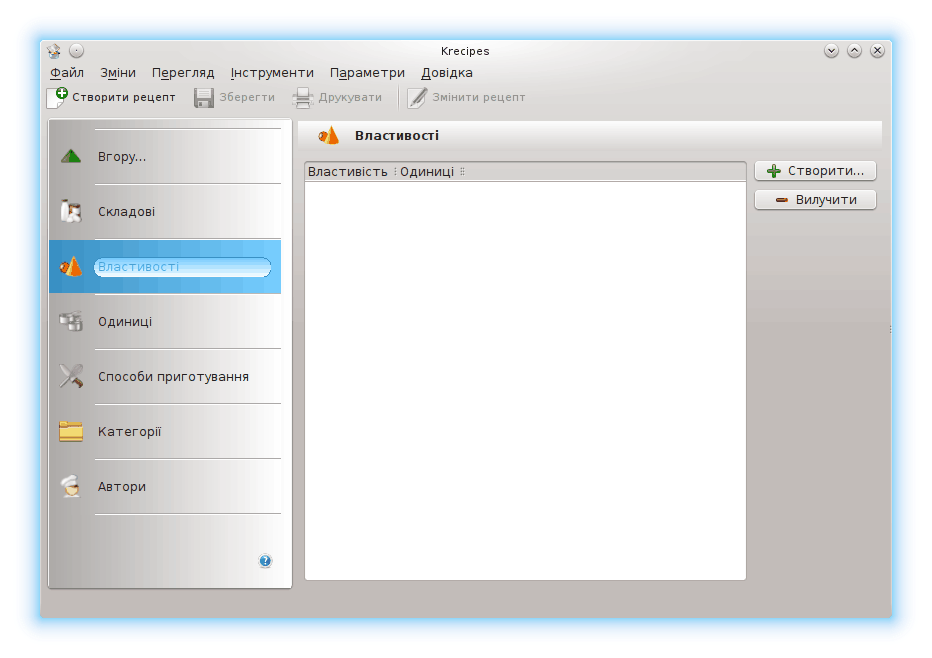 Krecipes
Файл Зміни Перегляд Інструменти Параметри Довідка
Створити рецепт Зберегти Друкувати Змінити рецепт
Вгору...
Складові
Властивості
Одиниці
Способи приготування
Категорії
Автори
?
Властивості
Властивість Одиниці
Створити...
Вилучити